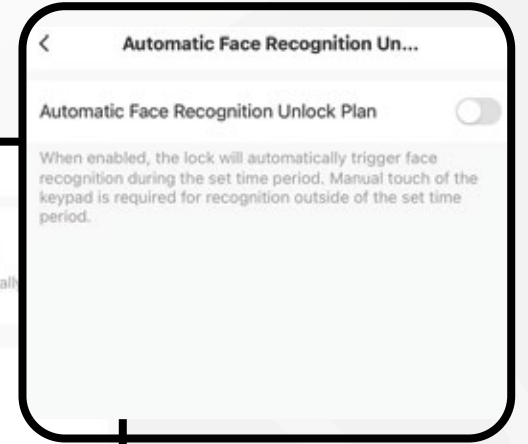 Automatic Face Recognition Un...
Automatic Face Recognition Unlock Plan
When enabled, the lock will automatically trigger face
recognition during the set time period. Manual touch of the
keypad is required for recognition outside of the set time
period.